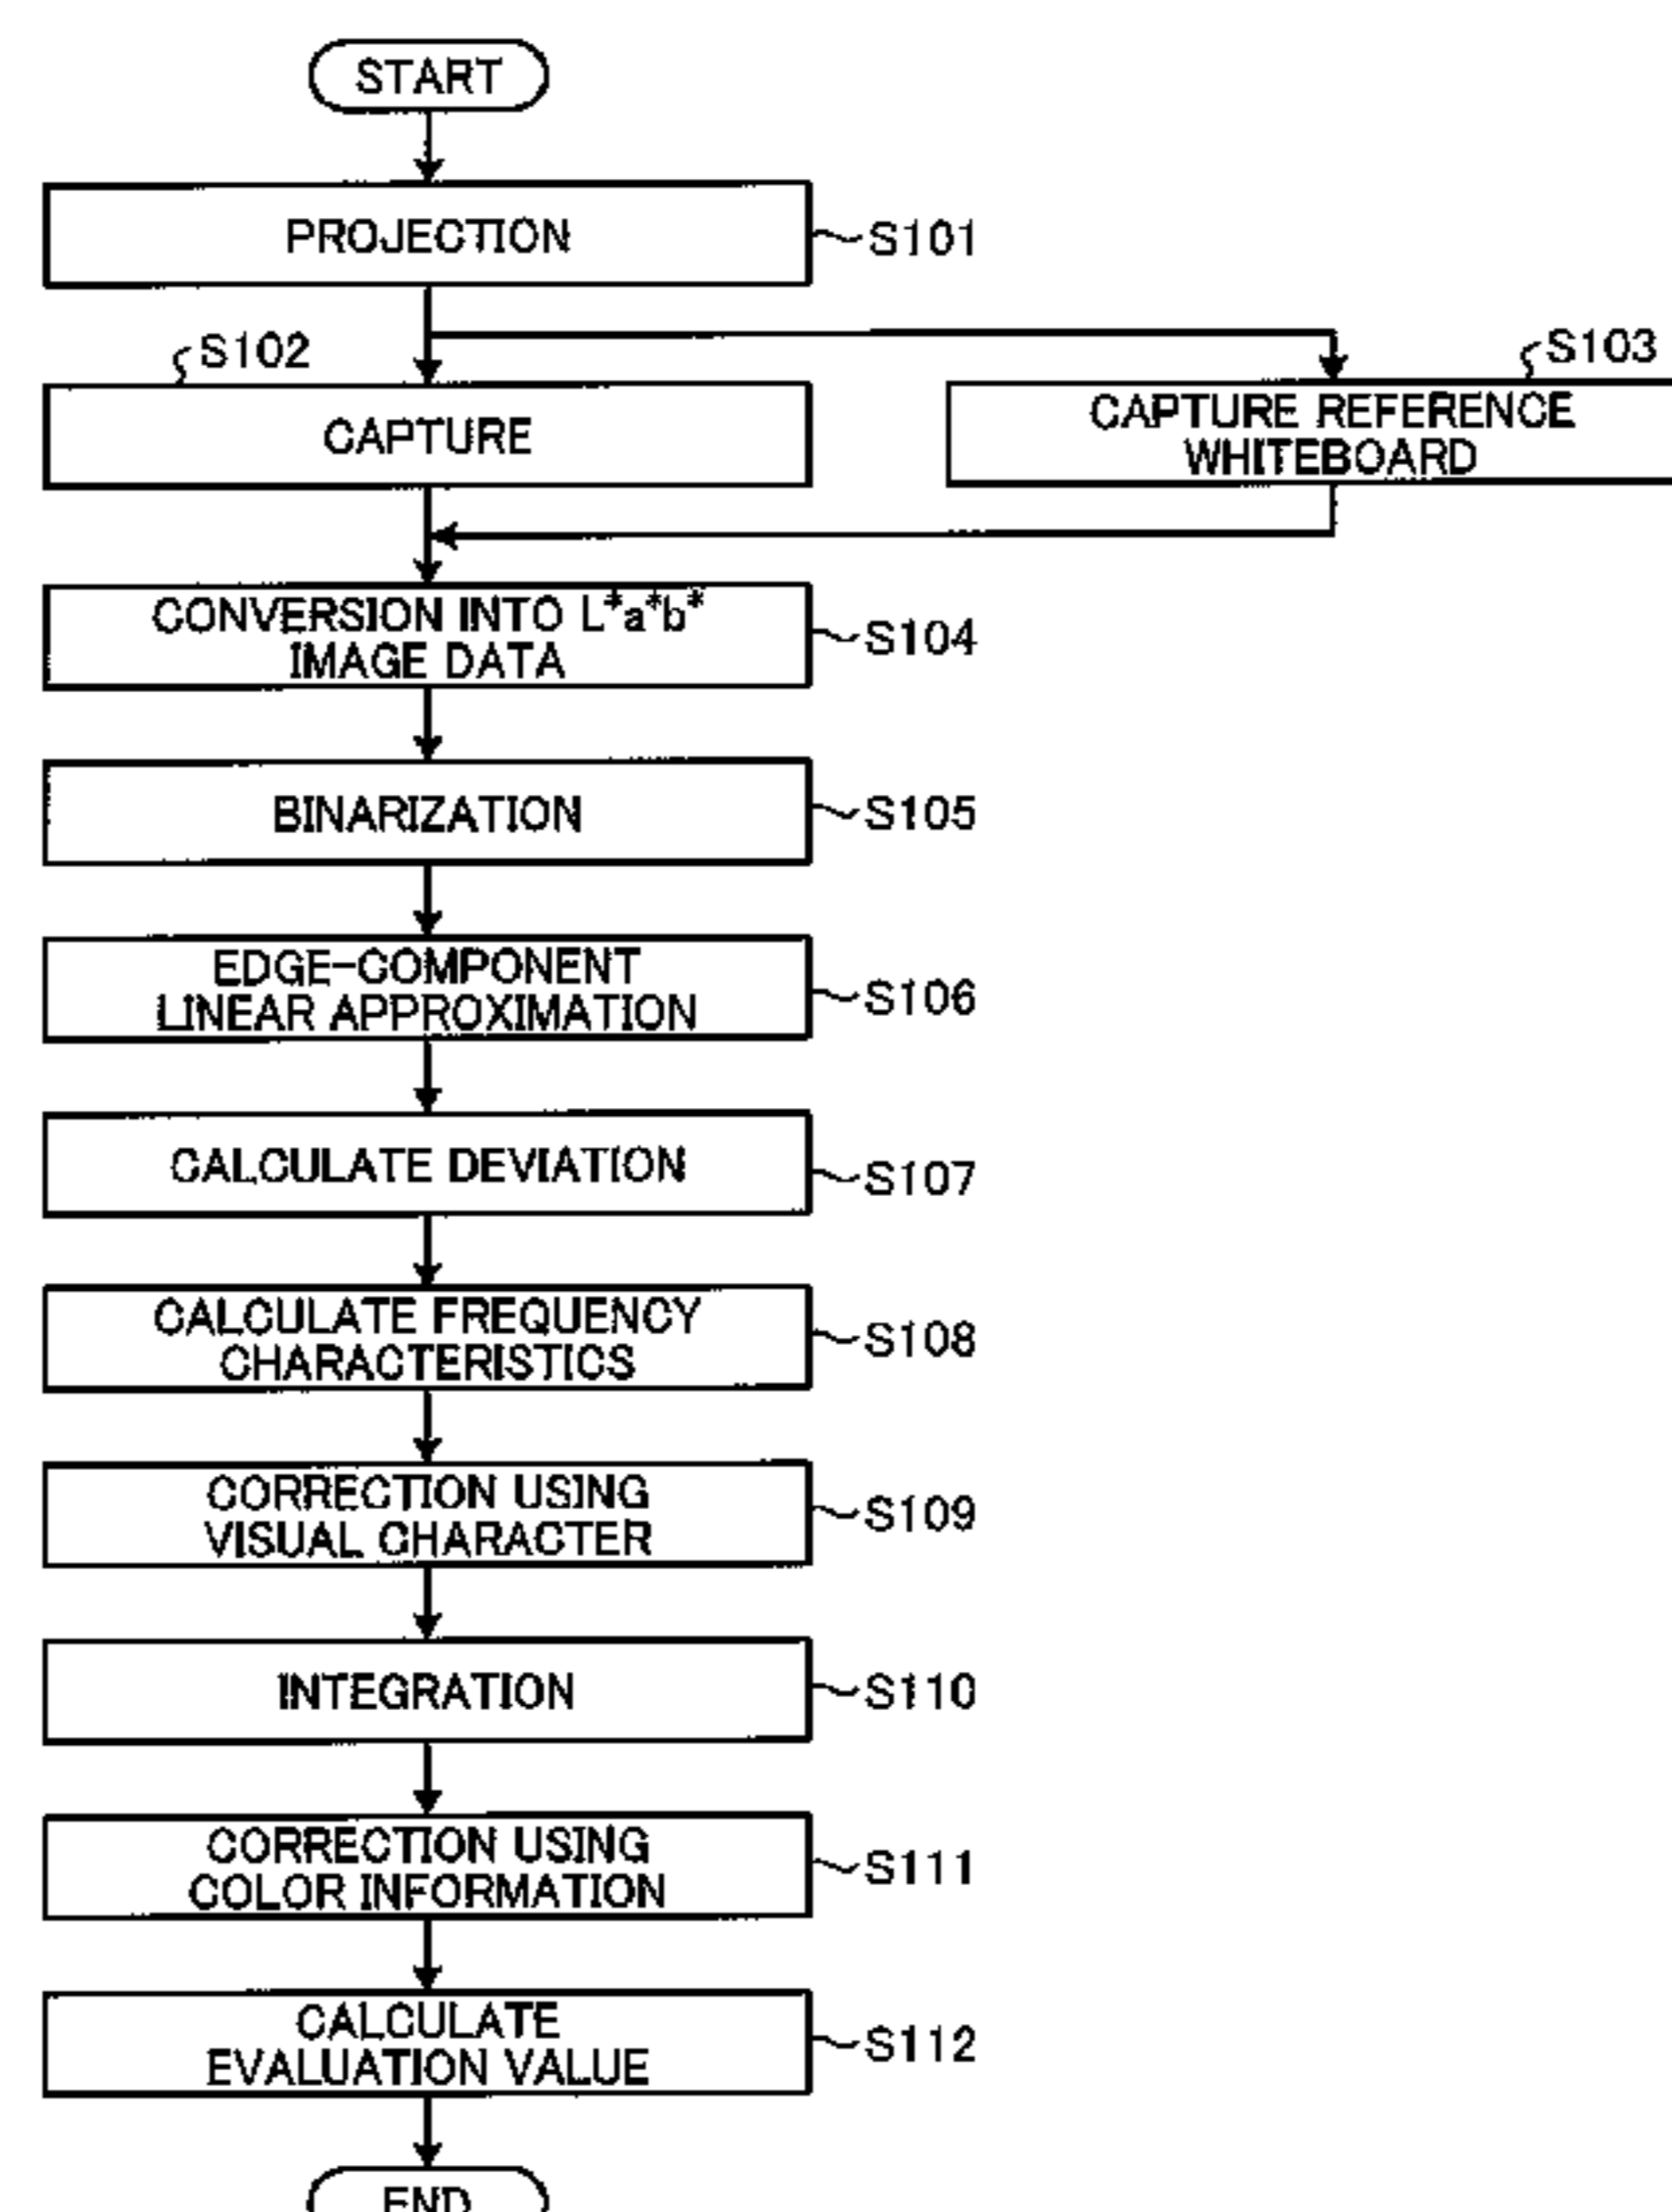 START
PROJECTION
S101
S102
S103
CAPTURE
CAPTURE REFERENCE
WHITEBOARD
CONVERSION INTO L*a*b*
IMAGE DATA
S104
BINARIZATION
S105
EDGE-COMPONENT
LINEAR APPROXIMATION
S106
CALCULATE DEVIATION
S107
CALCULATE FREQUENCY
CHARACTERISTICS
S108
CORRECTION USING
VISUAL CHARACTER
S109
INTEGRATION
S110
CORRECTION USING
COLOR INFORMATION
S111
CALCULATE
EVALUATION VALUE
S112
END